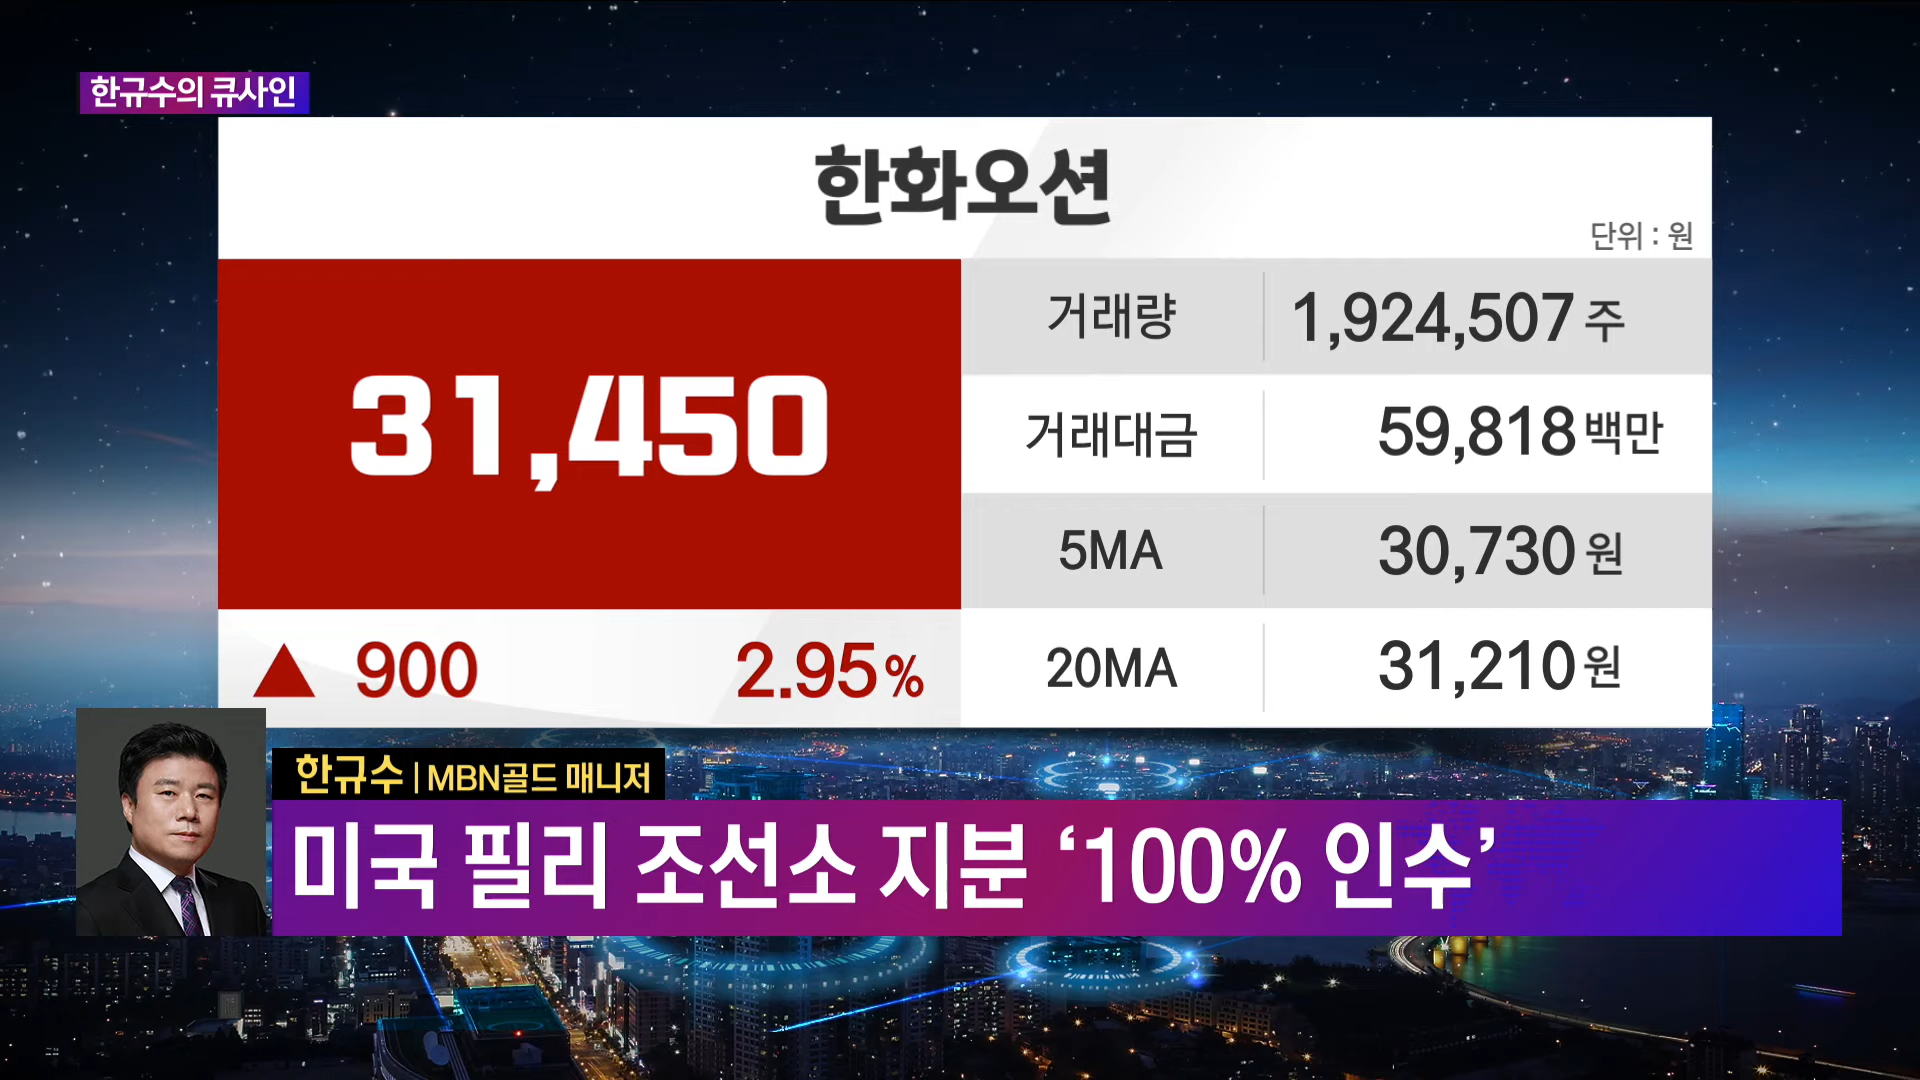 한규수의 큐사인
한화오션
단위 : 원
31,450
▲ 900 2.95%
거래량 1,924,507 주
거래대금 59,818 백만
5MA 30,730 원
20MA 31,210 원
한규수 | MBN골드 매니저
미국 필리 조선소 지분 ‘100% 인수’